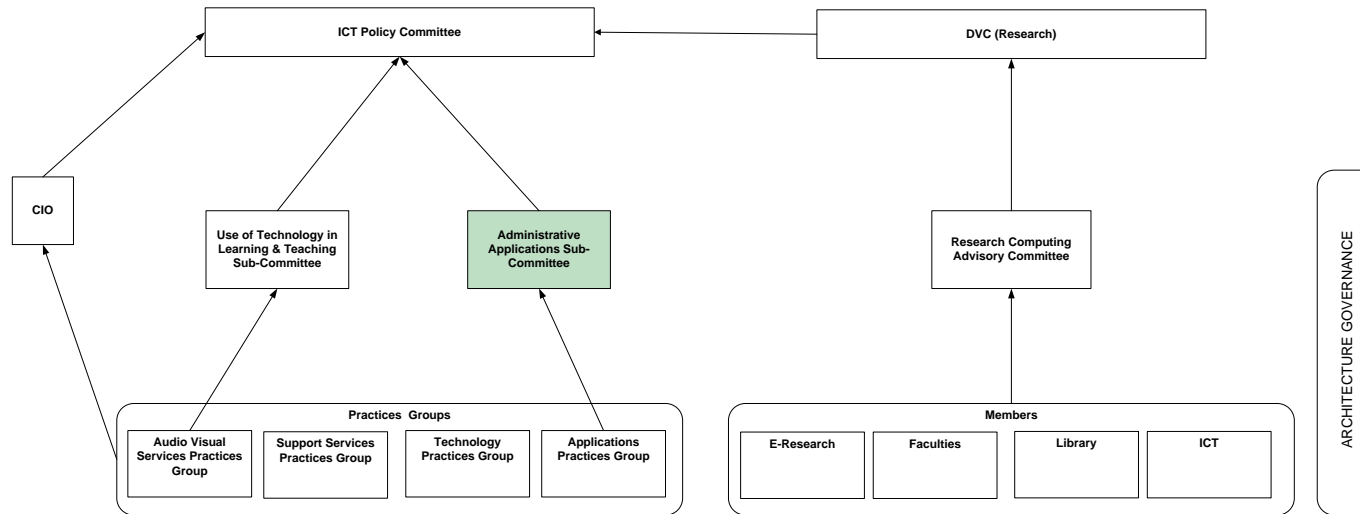 ICT Policy Committee
DVC (Research)
CIO
Use of Technology in
Learning & Teaching
Sub-Committee
Administrative
Applications Sub-
Committee
Research Computing
Advisory Committee
ARCHITECTURE GOVERNANCE
Practices Groups
Audio Visual
Services Practices
Group
Support Services
Practices Group
Technology
Practices Group
Applications
Practices Group
Members
E-Research
Faculties
Library
ICT